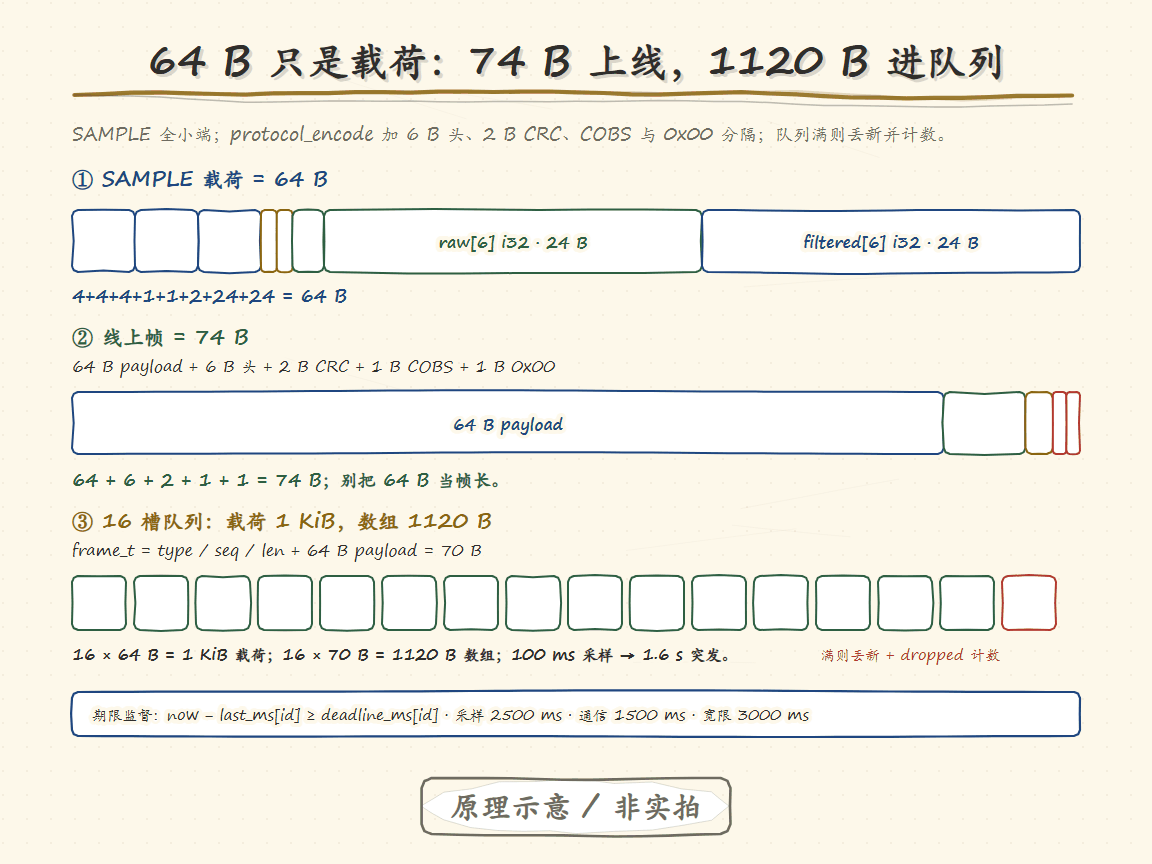 64 B 只是载荷：74 B 上线，1120 B 进队列
SAMPLE 全小端；protocol_encode 加 6 B 头、2 B CRC、COBS 与 0x00 分隔；队列满则丢新并计数。
① SAMPLE 载荷 = 64 B
raw[6] i32 · 24 B
filtered[6] i32 · 24 B
4+4+4+1+1+2+24+24 = 64 B
② 线上帧 = 74 B
64 B payload + 6 B 头 + 2 B CRC + 1 B COBS + 1 B 0x00
64 B payload
64 + 6 + 2 + 1 + 1 = 74 B；别把 64 B 当帧长。
③ 16 槽队列：载荷 1 KiB，数组 1120 B
frame_t = type / seq / len + 64 B payload = 70 B
16 × 64 B = 1 KiB 载荷；16 × 70 B = 1120 B 数组；100 ms 采样 → 1.6 s 突发。
满则丢新 + dropped 计数
期限监督：now − last_ms[id] ≥ deadline_ms[id] · 采样 2500 ms · 通信 1500 ms · 宽限 3000 ms
原理示意 / 非实拍